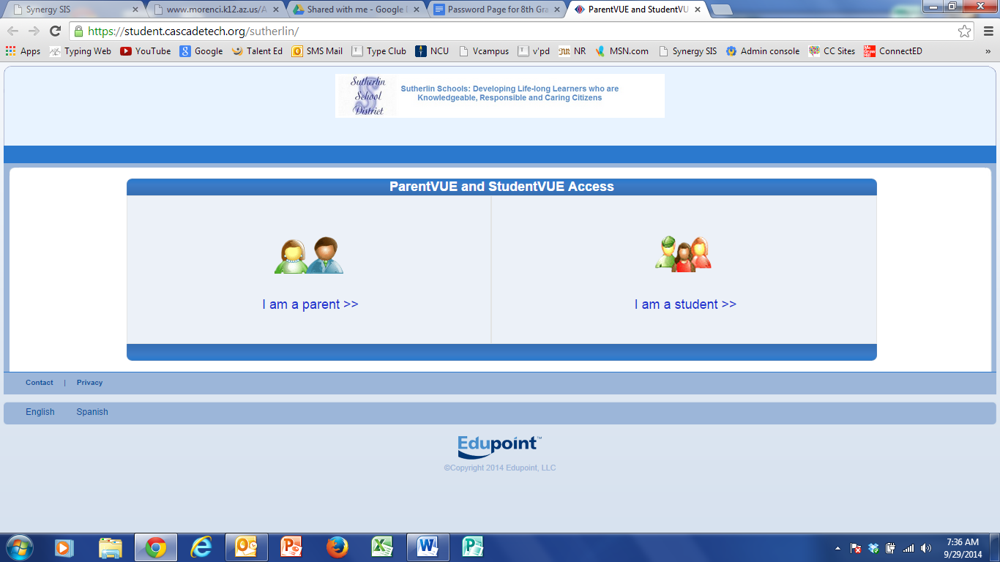 Synergy SIS
www.morenci.k12.az.us/A
Shared with me - Google
Password Page for 8th Gra
ParentVUE and StudentVU
https://student.cascadetech.org/sutherlin/
Apps Typing Web YouTube Google Talent Ed SMS Mail Type Club NCU Vcampus v'pd NR MSN.com Synergy SIS Admin console CC Sites ConnectED »
Sutherlin
School
District
Sutherlin Schools: Developing Life-long Learners who are
Knowledgeable, Responsible and Caring Citizens
ParentVUE and StudentVUE Access
I am a parent >>
I am a student >>
Contact | Privacy
English Spanish
Edupoint™
©Copyright 2014 Edupoint, LLC
7:36 AM
9/29/2014